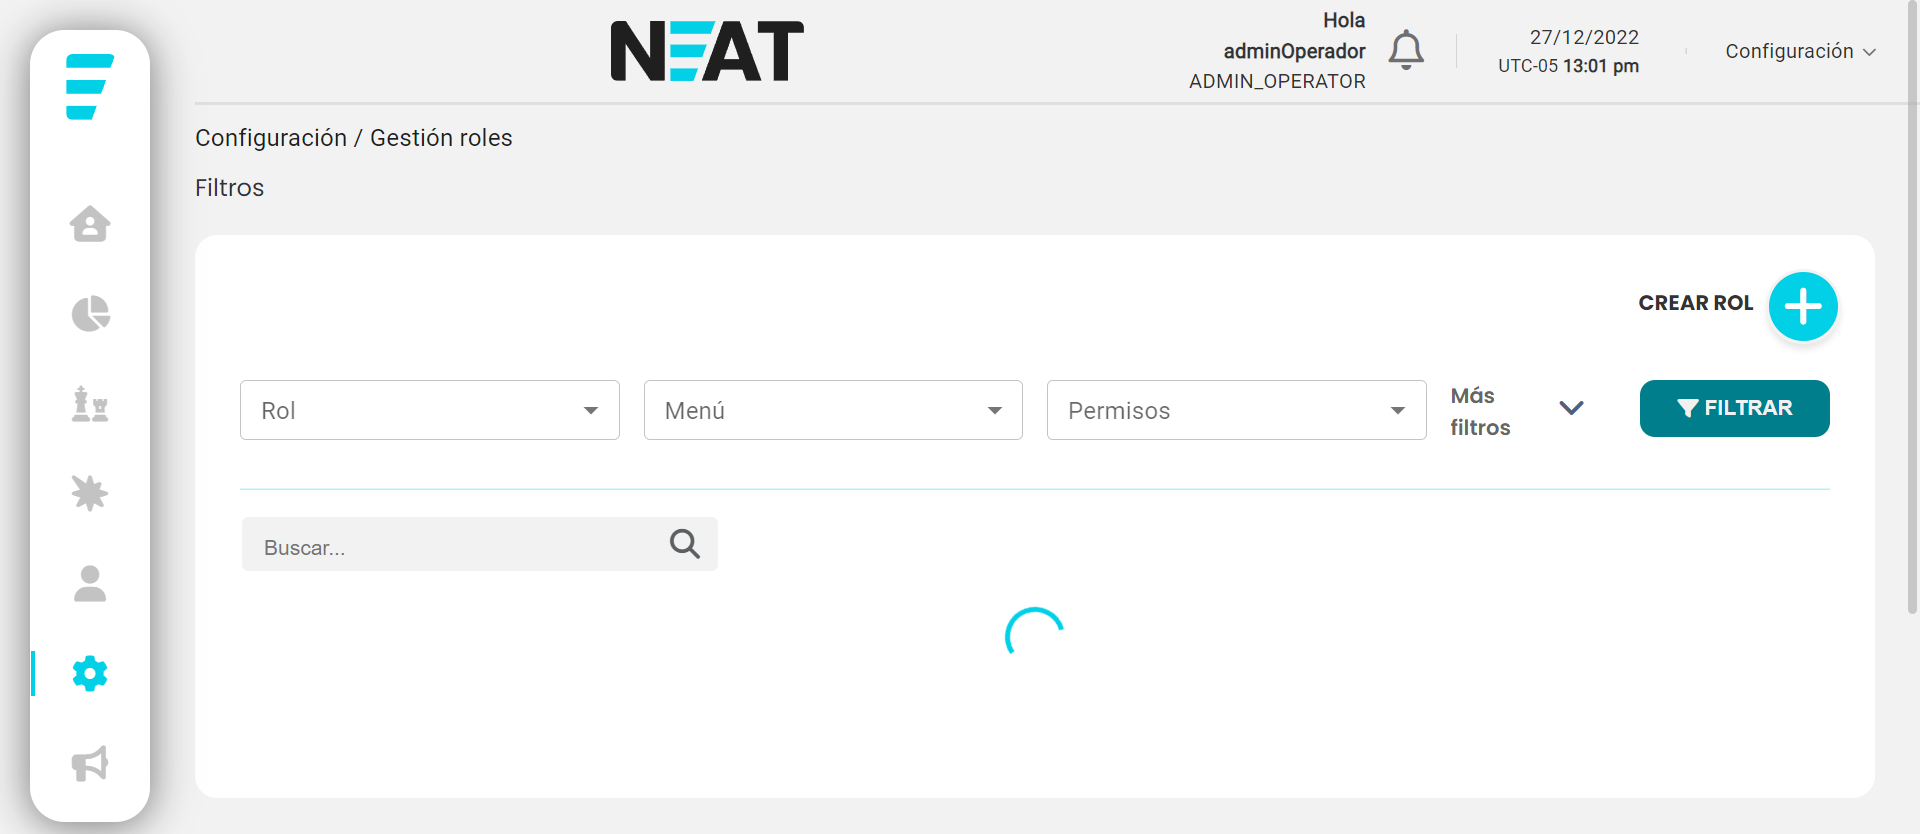 NEAT
Hola
adminOperador
ADMIN_OPERATOR
27/12/2022
UTC-05 13:01 pm
Configuración
Configuración / Gestión roles
Filtros
CREAR ROL
Rol
Menú
Permisos
Más
filtros
FILTRAR
Buscar...